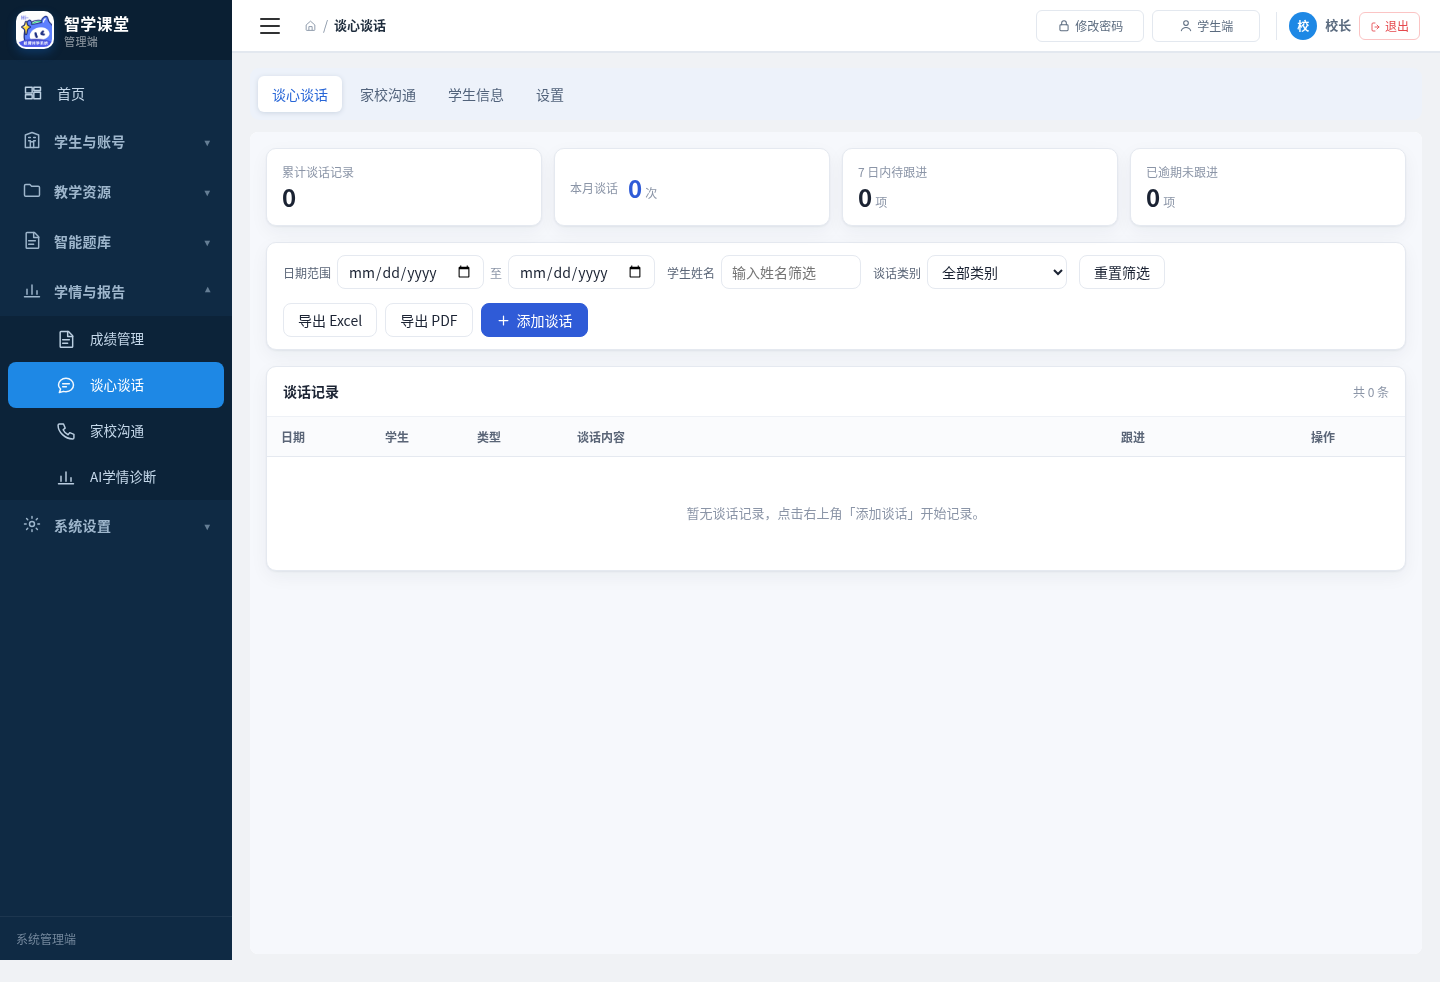 智学课堂
管理端
首页
学生与账号
教学资源
智能题库
学情与报告
成绩管理
谈心谈话
家校沟通
AI学情诊断
系统设置
系统管理端
/ 谈心谈话
修改密码
学生端
校 校长
退出
谈心谈话 家校沟通 学生信息 设置
累计谈话记录
0
本月谈话 0 次
7 日内待跟进
0 项
已逾期未跟进
0 项
日期范围 mm/dd/yyyy 至 mm/dd/yyyy 学生姓名 输入姓名筛选 谈话类别 全部类别 重置筛选
导出 Excel 导出 PDF + 添加谈话
谈话记录 共 0 条
日期 学生 类型 谈话内容 跟进 操作
暂无谈话记录，点击右上角「添加谈话」开始记录。